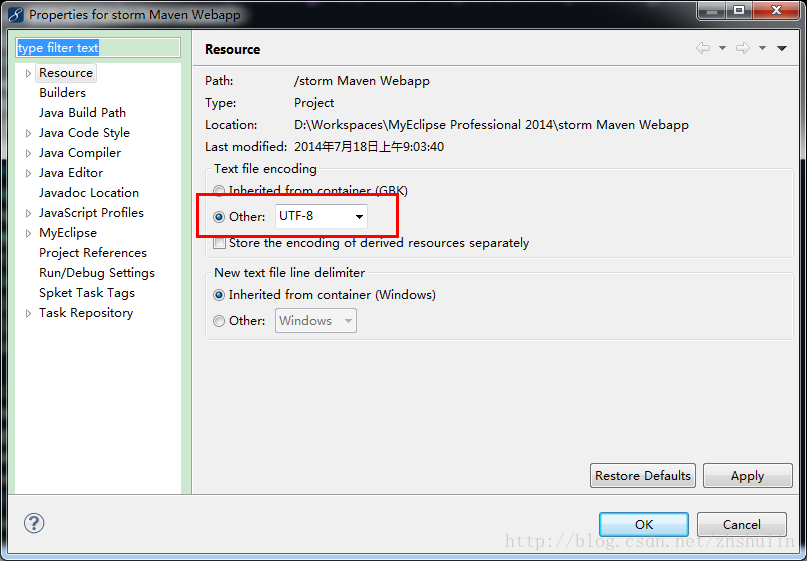 Properties for storm Maven Webapp
type filter text
Resource
Builders
Java Build Path
Java Code Style
Java Compiler
Java Editor
Javadoc Location
JavaScript Profiles
MyEclipse
Project References
Run/Debug Settings
Spket Task Tags
Task Repository
Resource
Path: /storm Maven Webapp
Type: Project
Location: D:\Workspaces\MyEclipse Professional 2014\storm Maven Webapp
Last modified: 2014年7月18日上午9:03:40
Text file encoding
Inherited from container (GBK)
Other: UTF-8
Store the encoding of derived resources separately
New text file line delimiter
Inherited from container (Windows)
Other: Windows
Restore Defaults Apply
? OK Cancel
http://blog.csdn.net/zhshulin